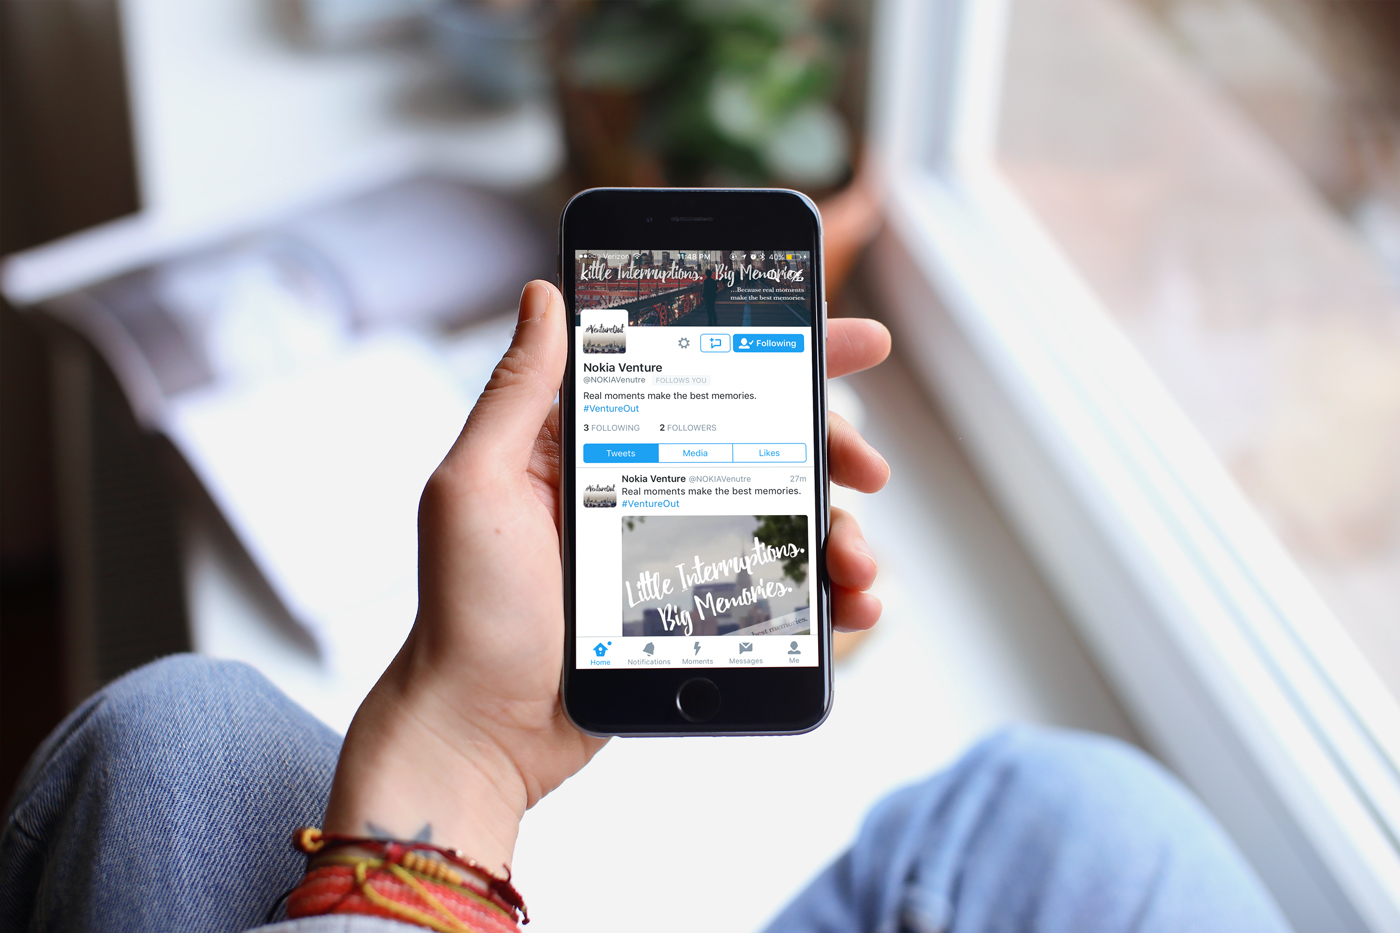 Verizon 11:48 PM 40%
Little Interruptions. Big Memories.
...Because real moments
make the best memories.
#VentureOut
Following
Nokia Venture
@NOKIAVenutre FOLLOWS YOU
Real moments make the best memories.
#VentureOut
3 FOLLOWING 2 FOLLOWERS
Tweets Media Likes
Nokia Venture @NOKIAVenutre 27m
#VentureOut
Real moments make the best memories.
#VentureOut
Little Interruptions.
Big Memories.
best memories.
Home Notifications Moments Messages Me